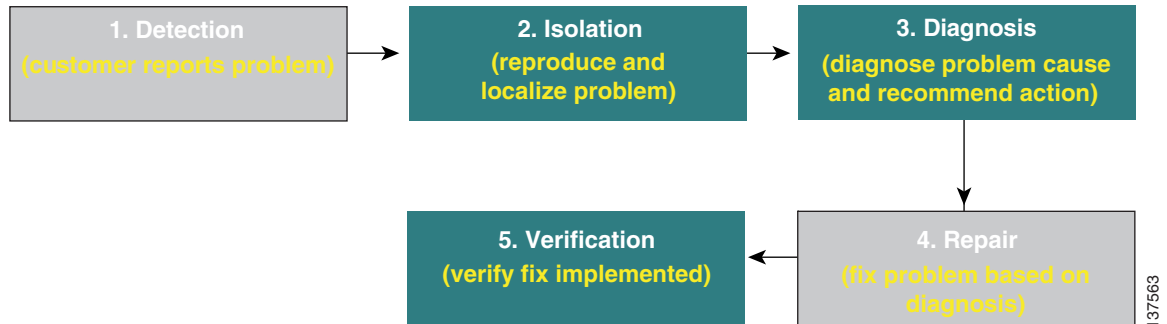 1. Detection
(customer reports problem)
2. Isolation
(reproduce and
localize problem)
3. Diagnosis
(diagnose problem cause
and recommend action)
4. Repair
(fix problem based on
diagnosis)
5. Verification
(verify fix implemented)
137563